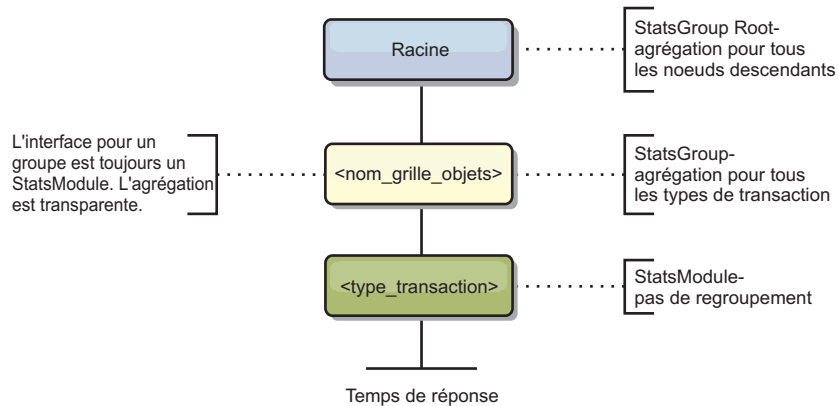 Racine
StatsGroup Root-
agrégation pour tous
les noeuds descendants
L'interface pour un
groupe est toujours un
StatsModule. L'agrégation
est transparente.
<nom_grille_objets>
StatsGroup-
agrégation pour tous
les types de transaction
<type_transaction>
StatsModule-
pas de regroupement
Temps de réponse